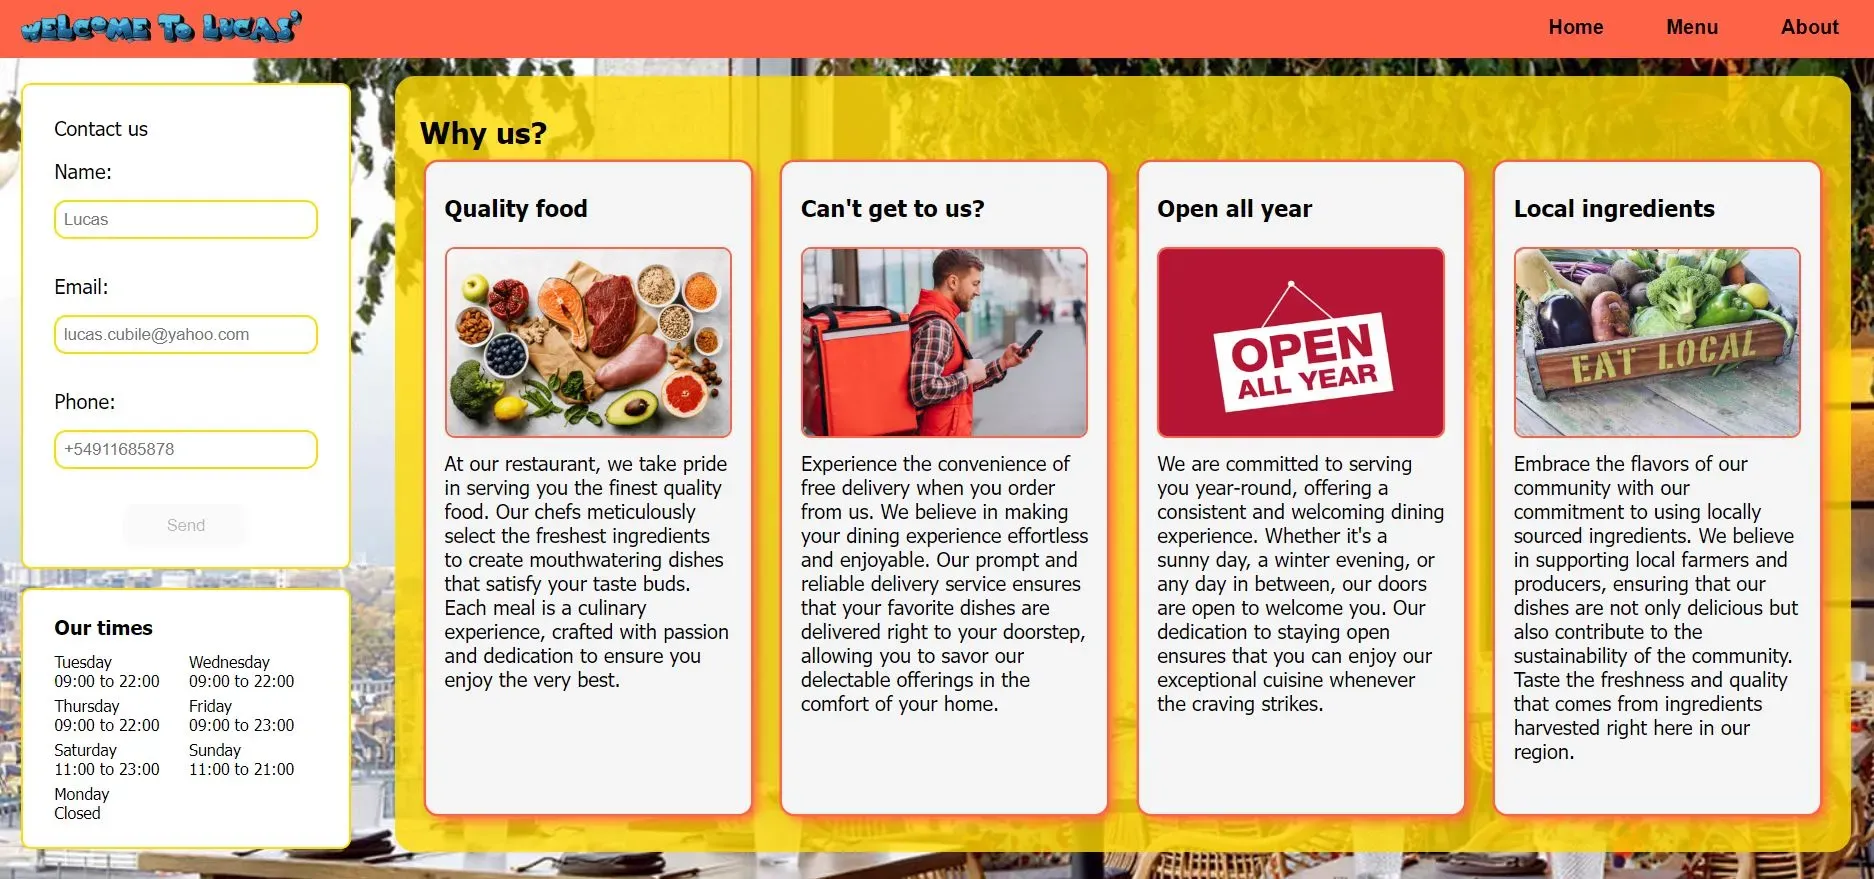 WELCOME TO LUCAS'
Home
Menu
About
Contact us
Name:
Lucas
Email:
lucas.cubile@yahoo.com
Phone:
+54911685878
Send
Our times
Tuesday
09:00 to 22:00
Wednesday
09:00 to 22:00
Thursday
09:00 to 22:00
Friday
09:00 to 23:00
Saturday
11:00 to 23:00
Sunday
11:00 to 21:00
Monday
Closed
Why us?
Quality food
At our restaurant, we take pride
in serving you the finest quality
food. Our chefs meticulously
select the freshest ingredients
to create mouthwatering dishes
that satisfy your taste buds.
Each meal is a culinary
experience, crafted with passion
and dedication to ensure you
enjoy the very best.
Can't get to us?
Experience the convenience of
free delivery when you order
from us. We believe in making
your dining experience effortless
and enjoyable. Our prompt and
reliable delivery service ensures
that your favorite dishes are
delivered right to your doorstep,
allowing you to savor our
delectable offerings in the
comfort of your home.
Open all year
OPEN
ALL YEAR
We are committed to serving
you year-round, offering a
consistent and welcoming dining
experience. Whether it's a
sunny day, a winter evening, or
any day in between, our doors
are open to welcome you. Our
dedication to staying open
ensures that you can enjoy our
exceptional cuisine whenever
the craving strikes.
Local ingredients
EAT LOCAL
Embrace the flavors of our
community with our
commitment to using locally
sourced ingredients. We believe
in supporting local farmers and
producers, ensuring that our
dishes are not only delicious but
also contribute to the
sustainability of the community.
Taste the freshness and quality
that comes from ingredients
harvested right here in our
region.